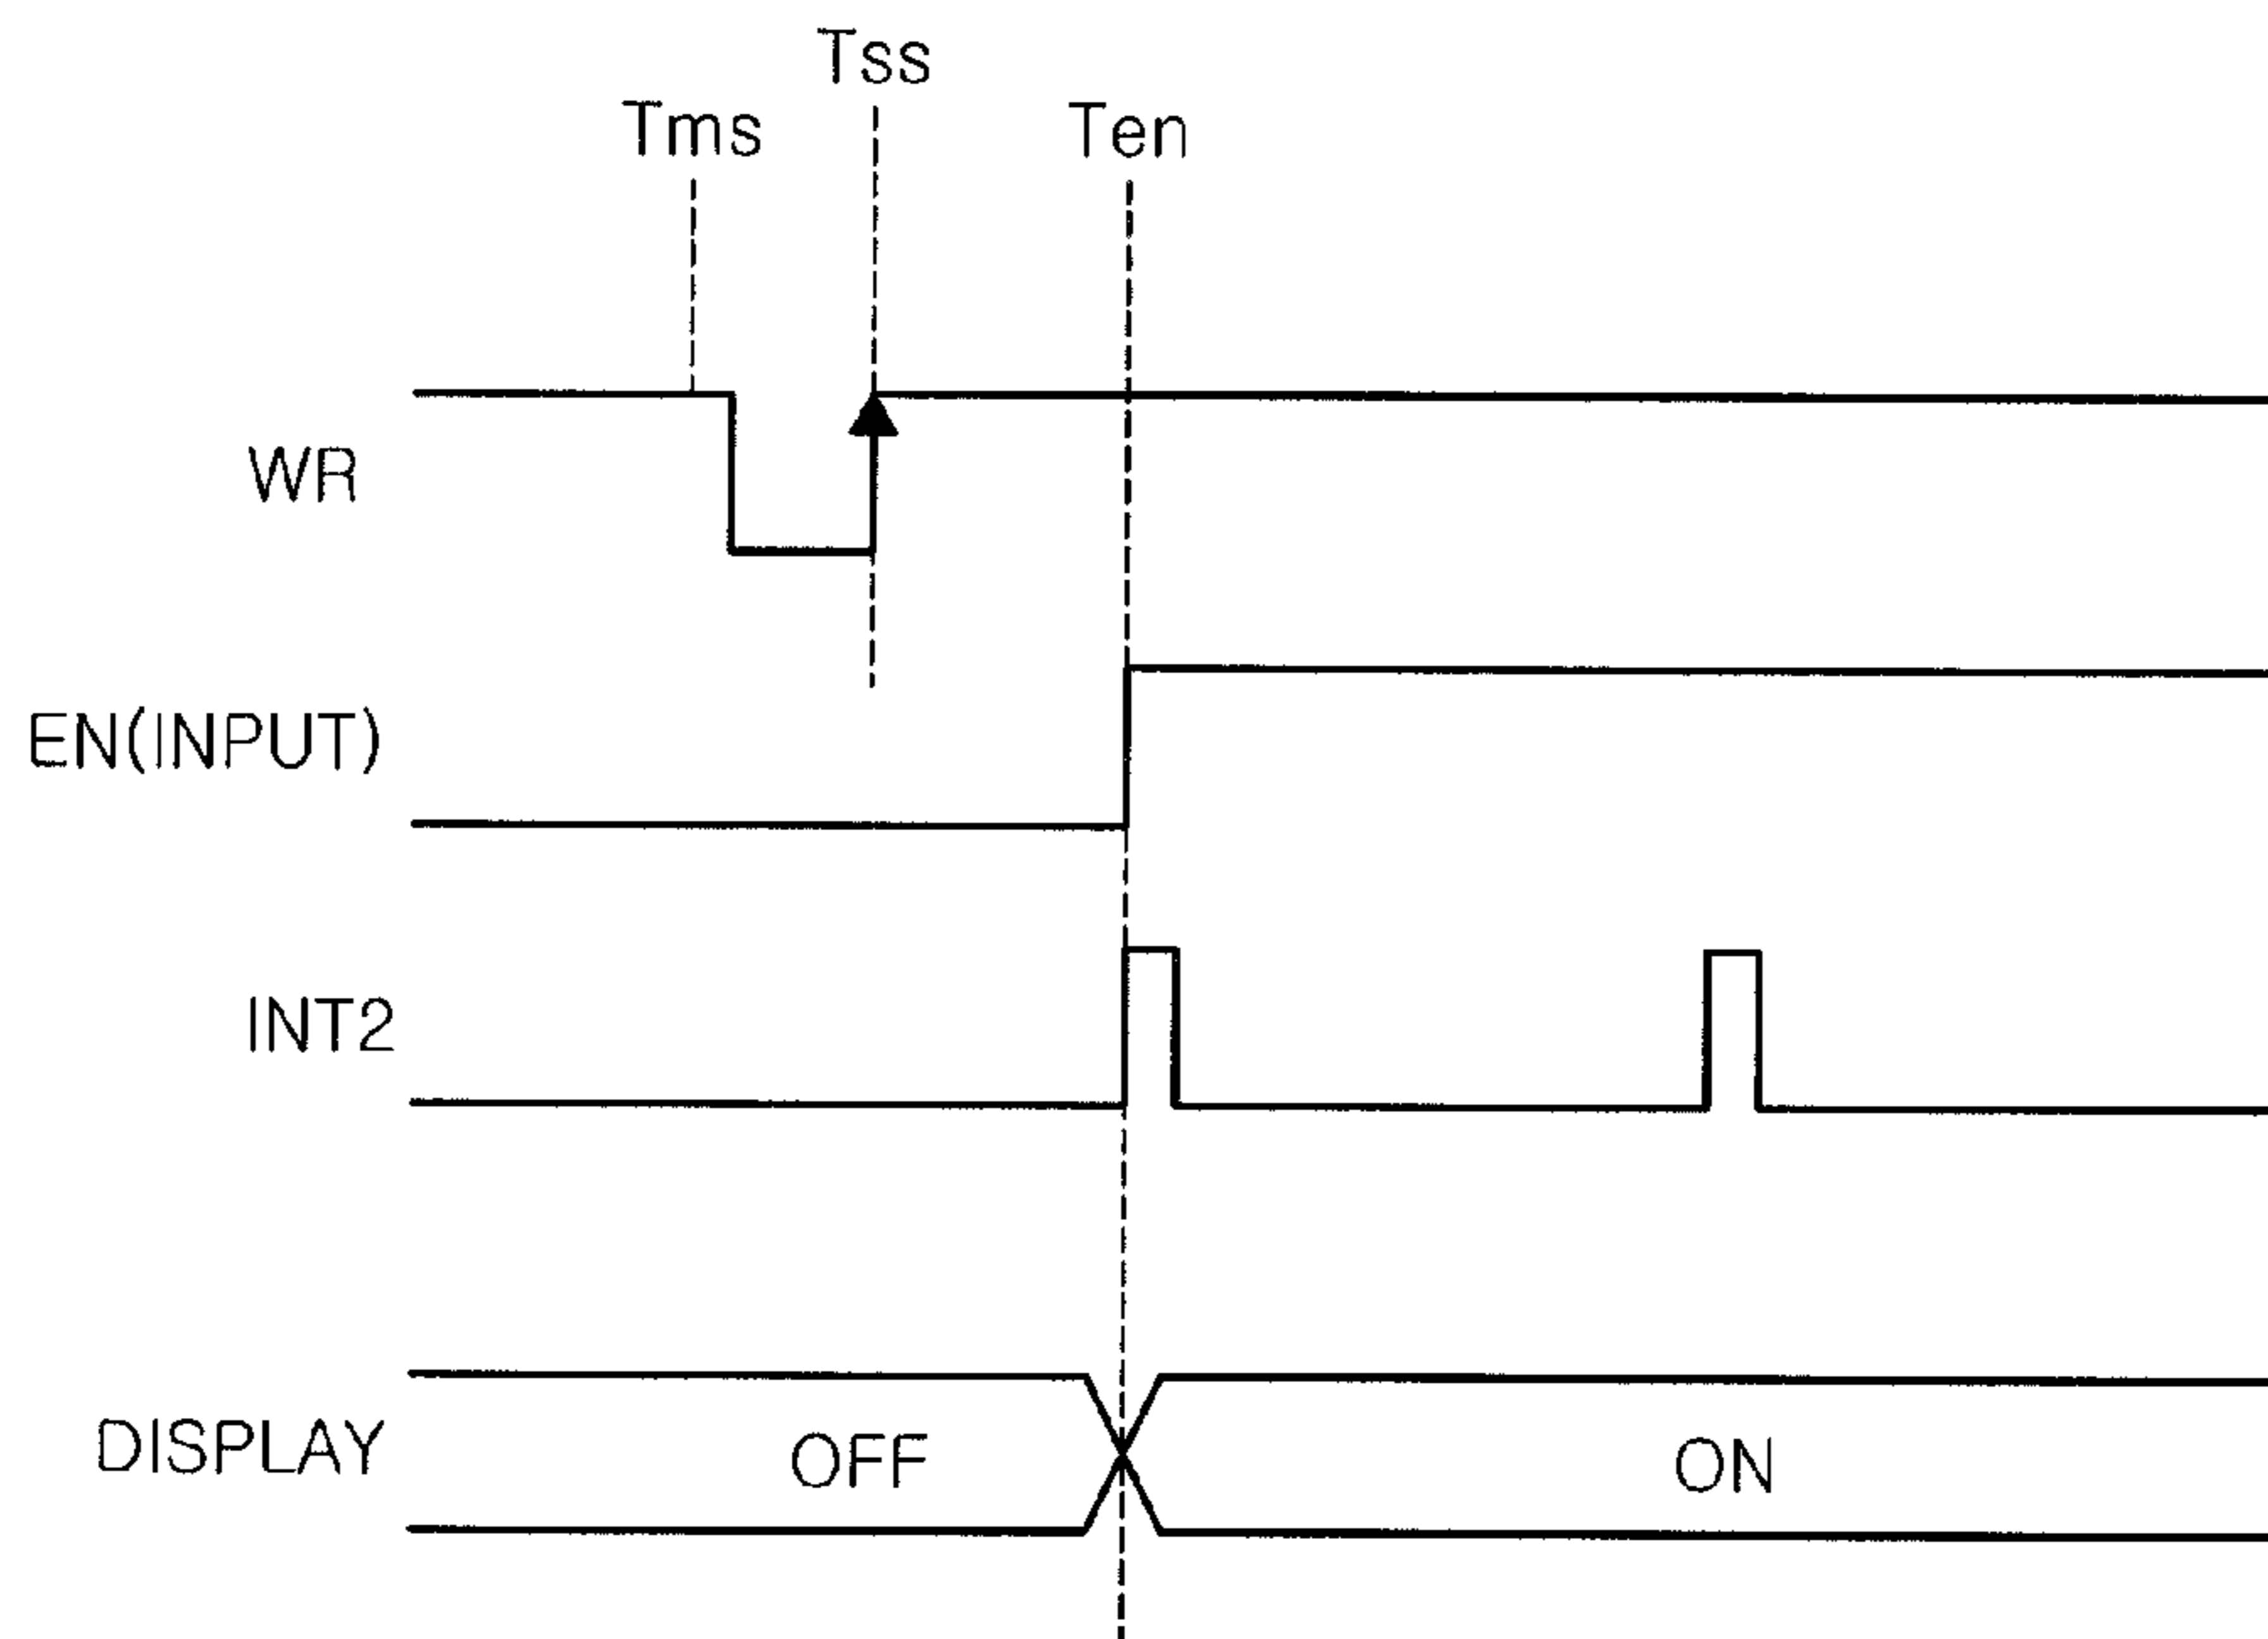 Tss
Tms
Ten
WR
EN(INPUT)
INT2
DISPLAY
OFF
ON